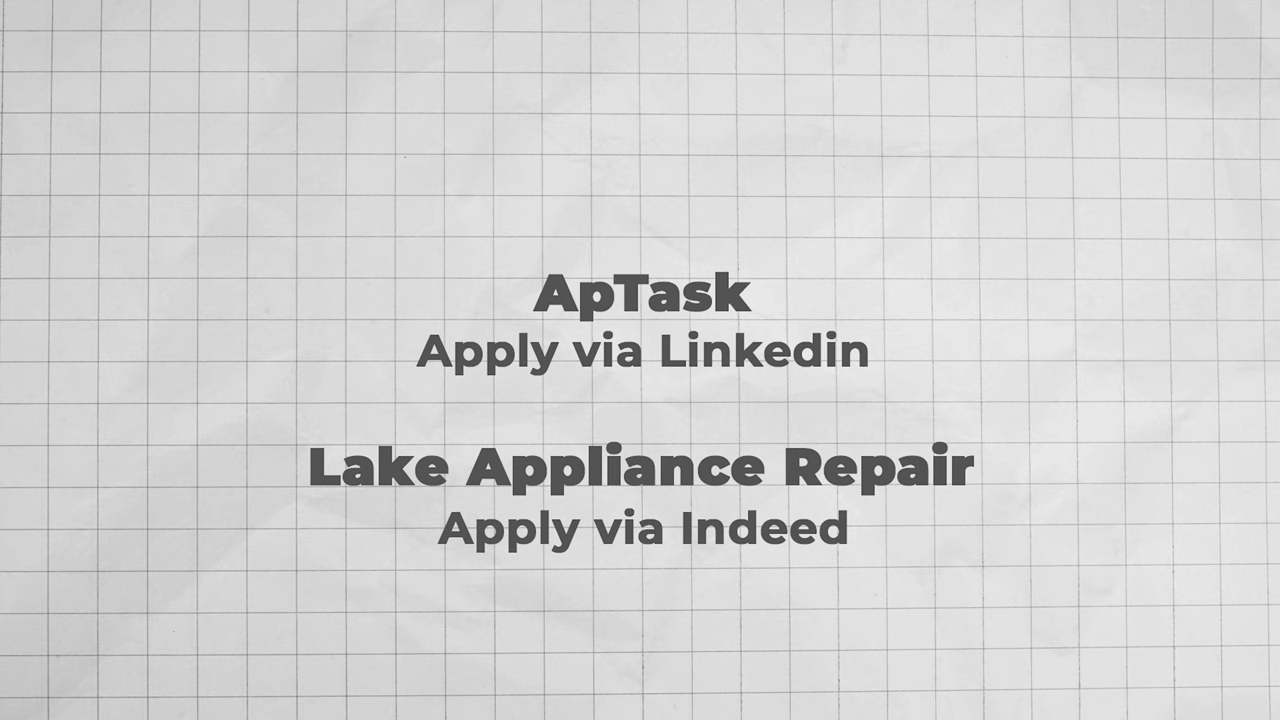 ApTask
Apply via Linkedin
Lake Appliance Repair
Apply via Indeed